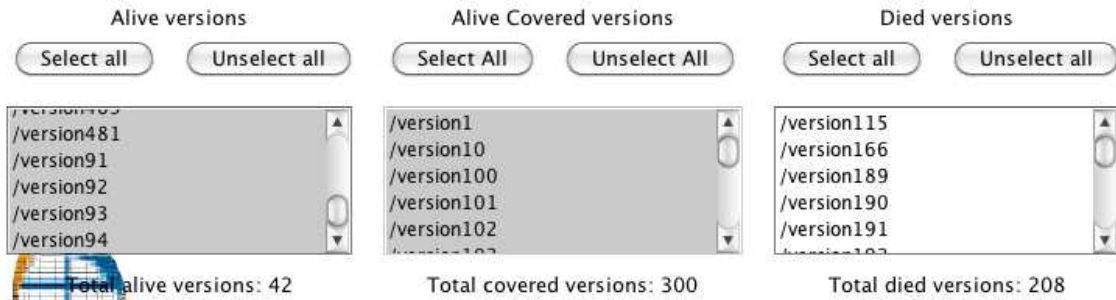 Alive versions
Select all
Unselect all
/version481
/version91
/version92
/version93
/version94
Total alive versions: 42
Alive Covered versions
Select All
Unselect All
/version1
/version10
/version100
/version101
/version102
Total covered versions: 300
Died versions
Select all
Unselect all
/version115
/version166
/version189
/version190
/version191
Total died versions: 208